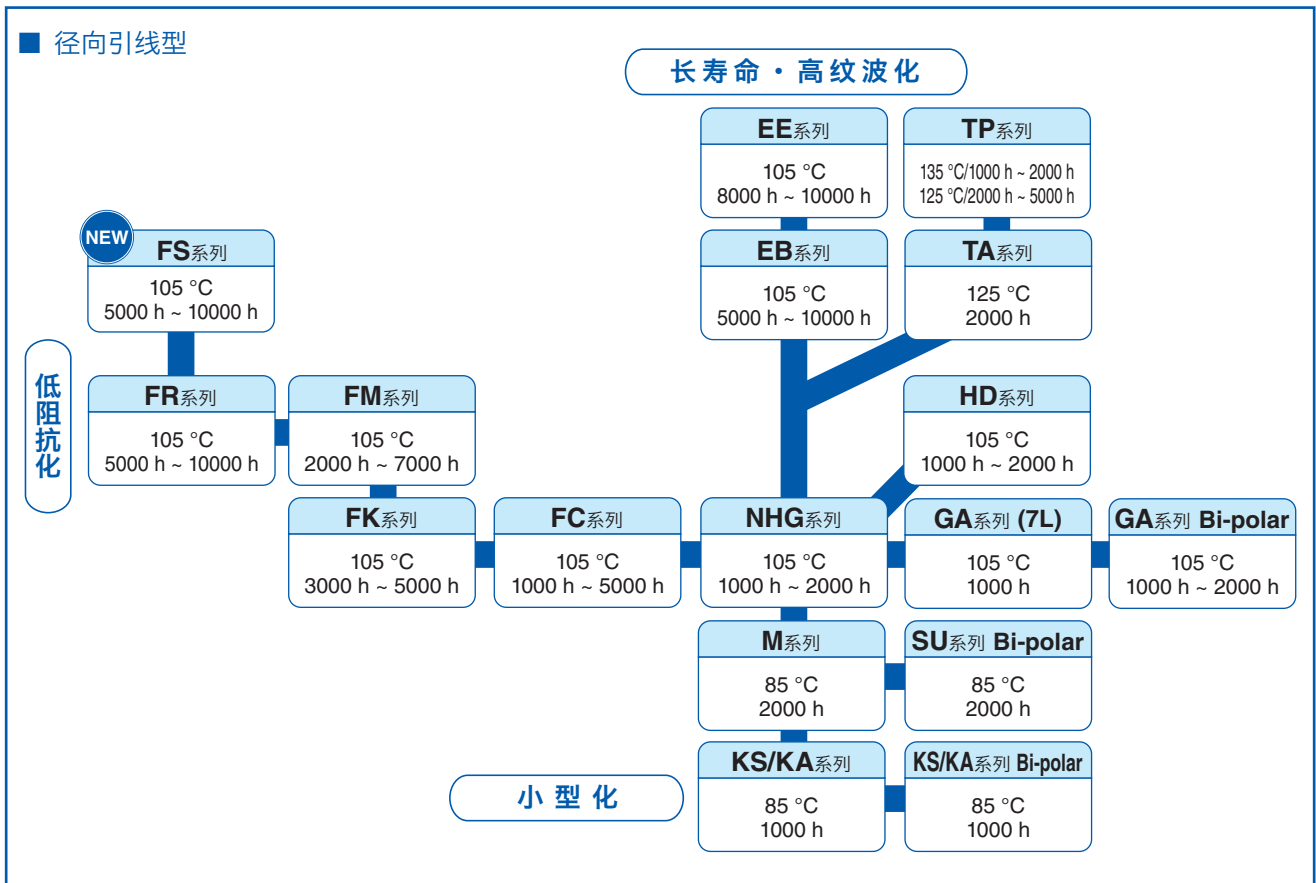 ■ 径向引线型
长寿命・高纹波化
EE系列
105 °C
8000 h ~ 10000 h
TP系列
135 °C/1000 h ~ 2000 h
125 °C/2000 h ~ 5000 h
NEW
FS系列
105 °C
5000 h ~ 10000 h
EB系列
105 °C
5000 h ~ 10000 h
TA系列
125 °C
2000 h
低阻抗化
FR系列
105 °C
5000 h ~ 10000 h
FM系列
105 °C
2000 h ~ 7000 h
HD系列
105 °C
1000 h ~ 2000 h
FK系列
105 °C
3000 h ~ 5000 h
FC系列
105 °C
1000 h ~ 5000 h
NHG系列
105 °C
1000 h ~ 2000 h
GA系列 (7L)
105 °C
1000 h
GA系列 Bi-polar
105 °C
1000 h ~ 2000 h
M系列
85 °C
2000 h
SU系列 Bi-polar
85 °C
2000 h
小型化
KS/KA系列
85 °C
1000 h
KS/KA系列 Bi-polar
85 °C
1000 h